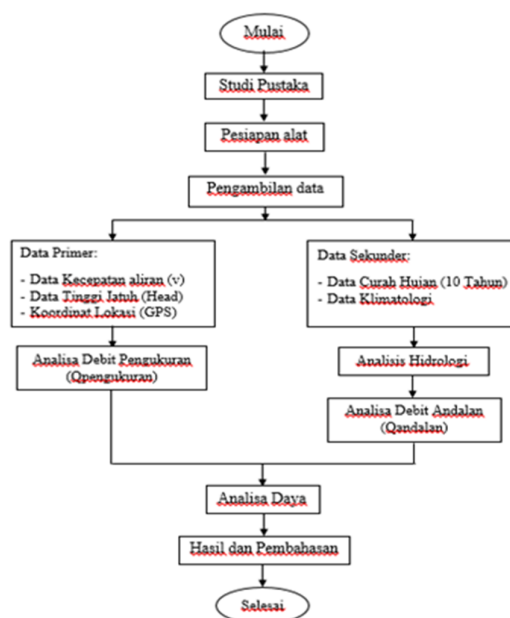 Mulai
Studi Pustaka
Pesiapan alat
Pengambilan data
Data Primer:
- Data Kecepatan aliran (v)
- Data Tinggi Jatuh (Head)
- Koordinat Lokasi (GPS)
Data Sekunder:
- Data Curah Huian (10 Tahun)
- Data Klimatologi
Analisa Debit Pengukuran
(Qpengukuran)
Analisis Hidrologi
Analisa Debit Andalan
(Qandalan)
Analisa Daya
Hasil dan Pembahasan
Selesai